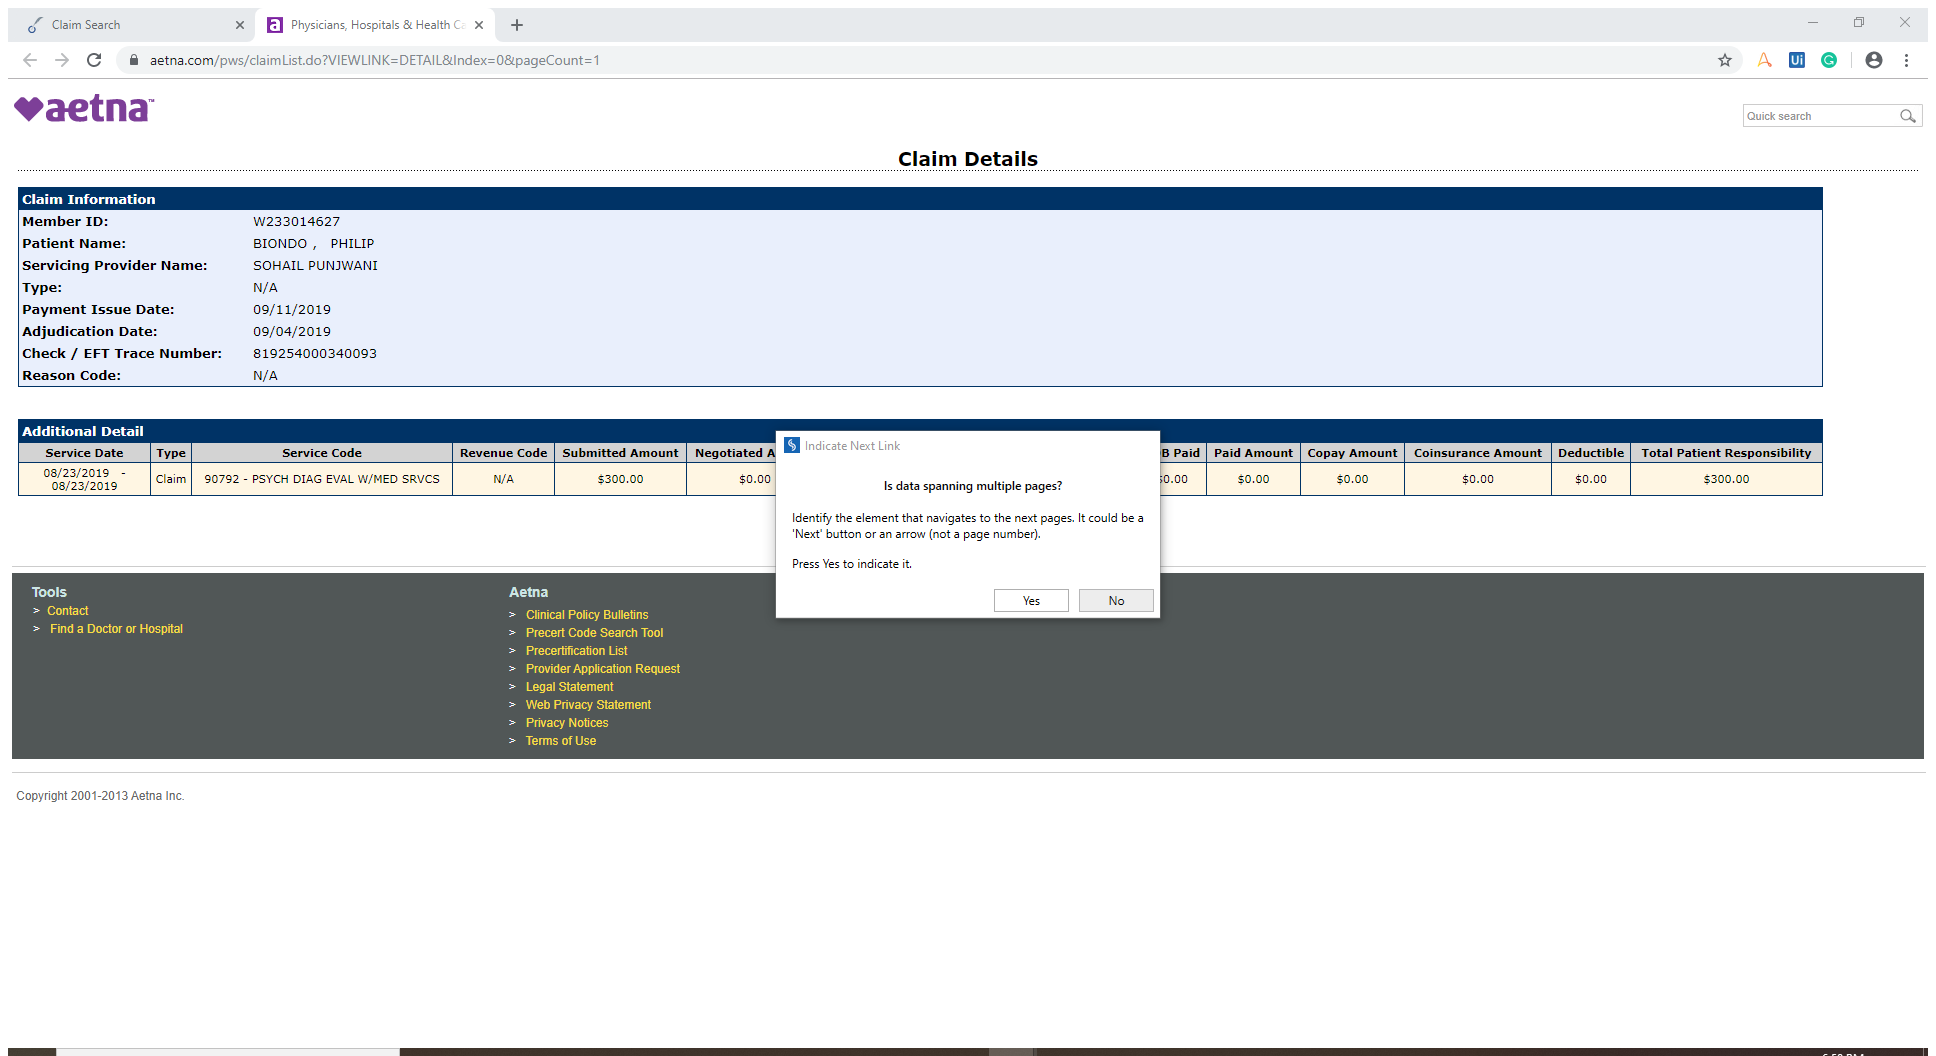 Claim Search
Physicians, Hospitals & Health Ca
aetna.com/pws/claimList.do?VIEWLINK=DETAIL&Index=0&pageCount=1
Ui
aetna™
Quick search
Claim Details
Claim Information
Member ID: W233014627
Patient Name: BIONDO , PHILIP
Servicing Provider Name: SOHAIL PUNJWANI
Type: N/A
Payment Issue Date: 09/11/2019
Adjudication Date: 09/04/2019
Check / EFT Trace Number: 819254000340093
Reason Code: N/A
Additional Detail
Service Date Type Service Code Revenue Code Submitted Amount Negotiated A B Paid Paid Amount Copay Amount Coinsurance Amount Deductible Total Patient Responsibility
08/23/2019 - 08/23/2019 Claim 90792 - PSYCH DIAG EVAL W/MED SRVCS N/A $300.00 $0.00 $0.00 $0.00 $0.00 $0.00 $0.00 $300.00
Indicate Next Link
Is data spanning multiple pages?
Identify the element that navigates to the next pages. It could be a
'Next' button or an arrow (not a page number).
Press Yes to indicate it.
Yes No
Tools
> Contact
> Find a Doctor or Hospital
Aetna
> Clinical Policy Bulletins
> Precert Code Search Tool
> Precertification List
> Provider Application Request
> Legal Statement
> Web Privacy Statement
> Privacy Notices
> Terms of Use
Copyright 2001-2013 Aetna Inc.